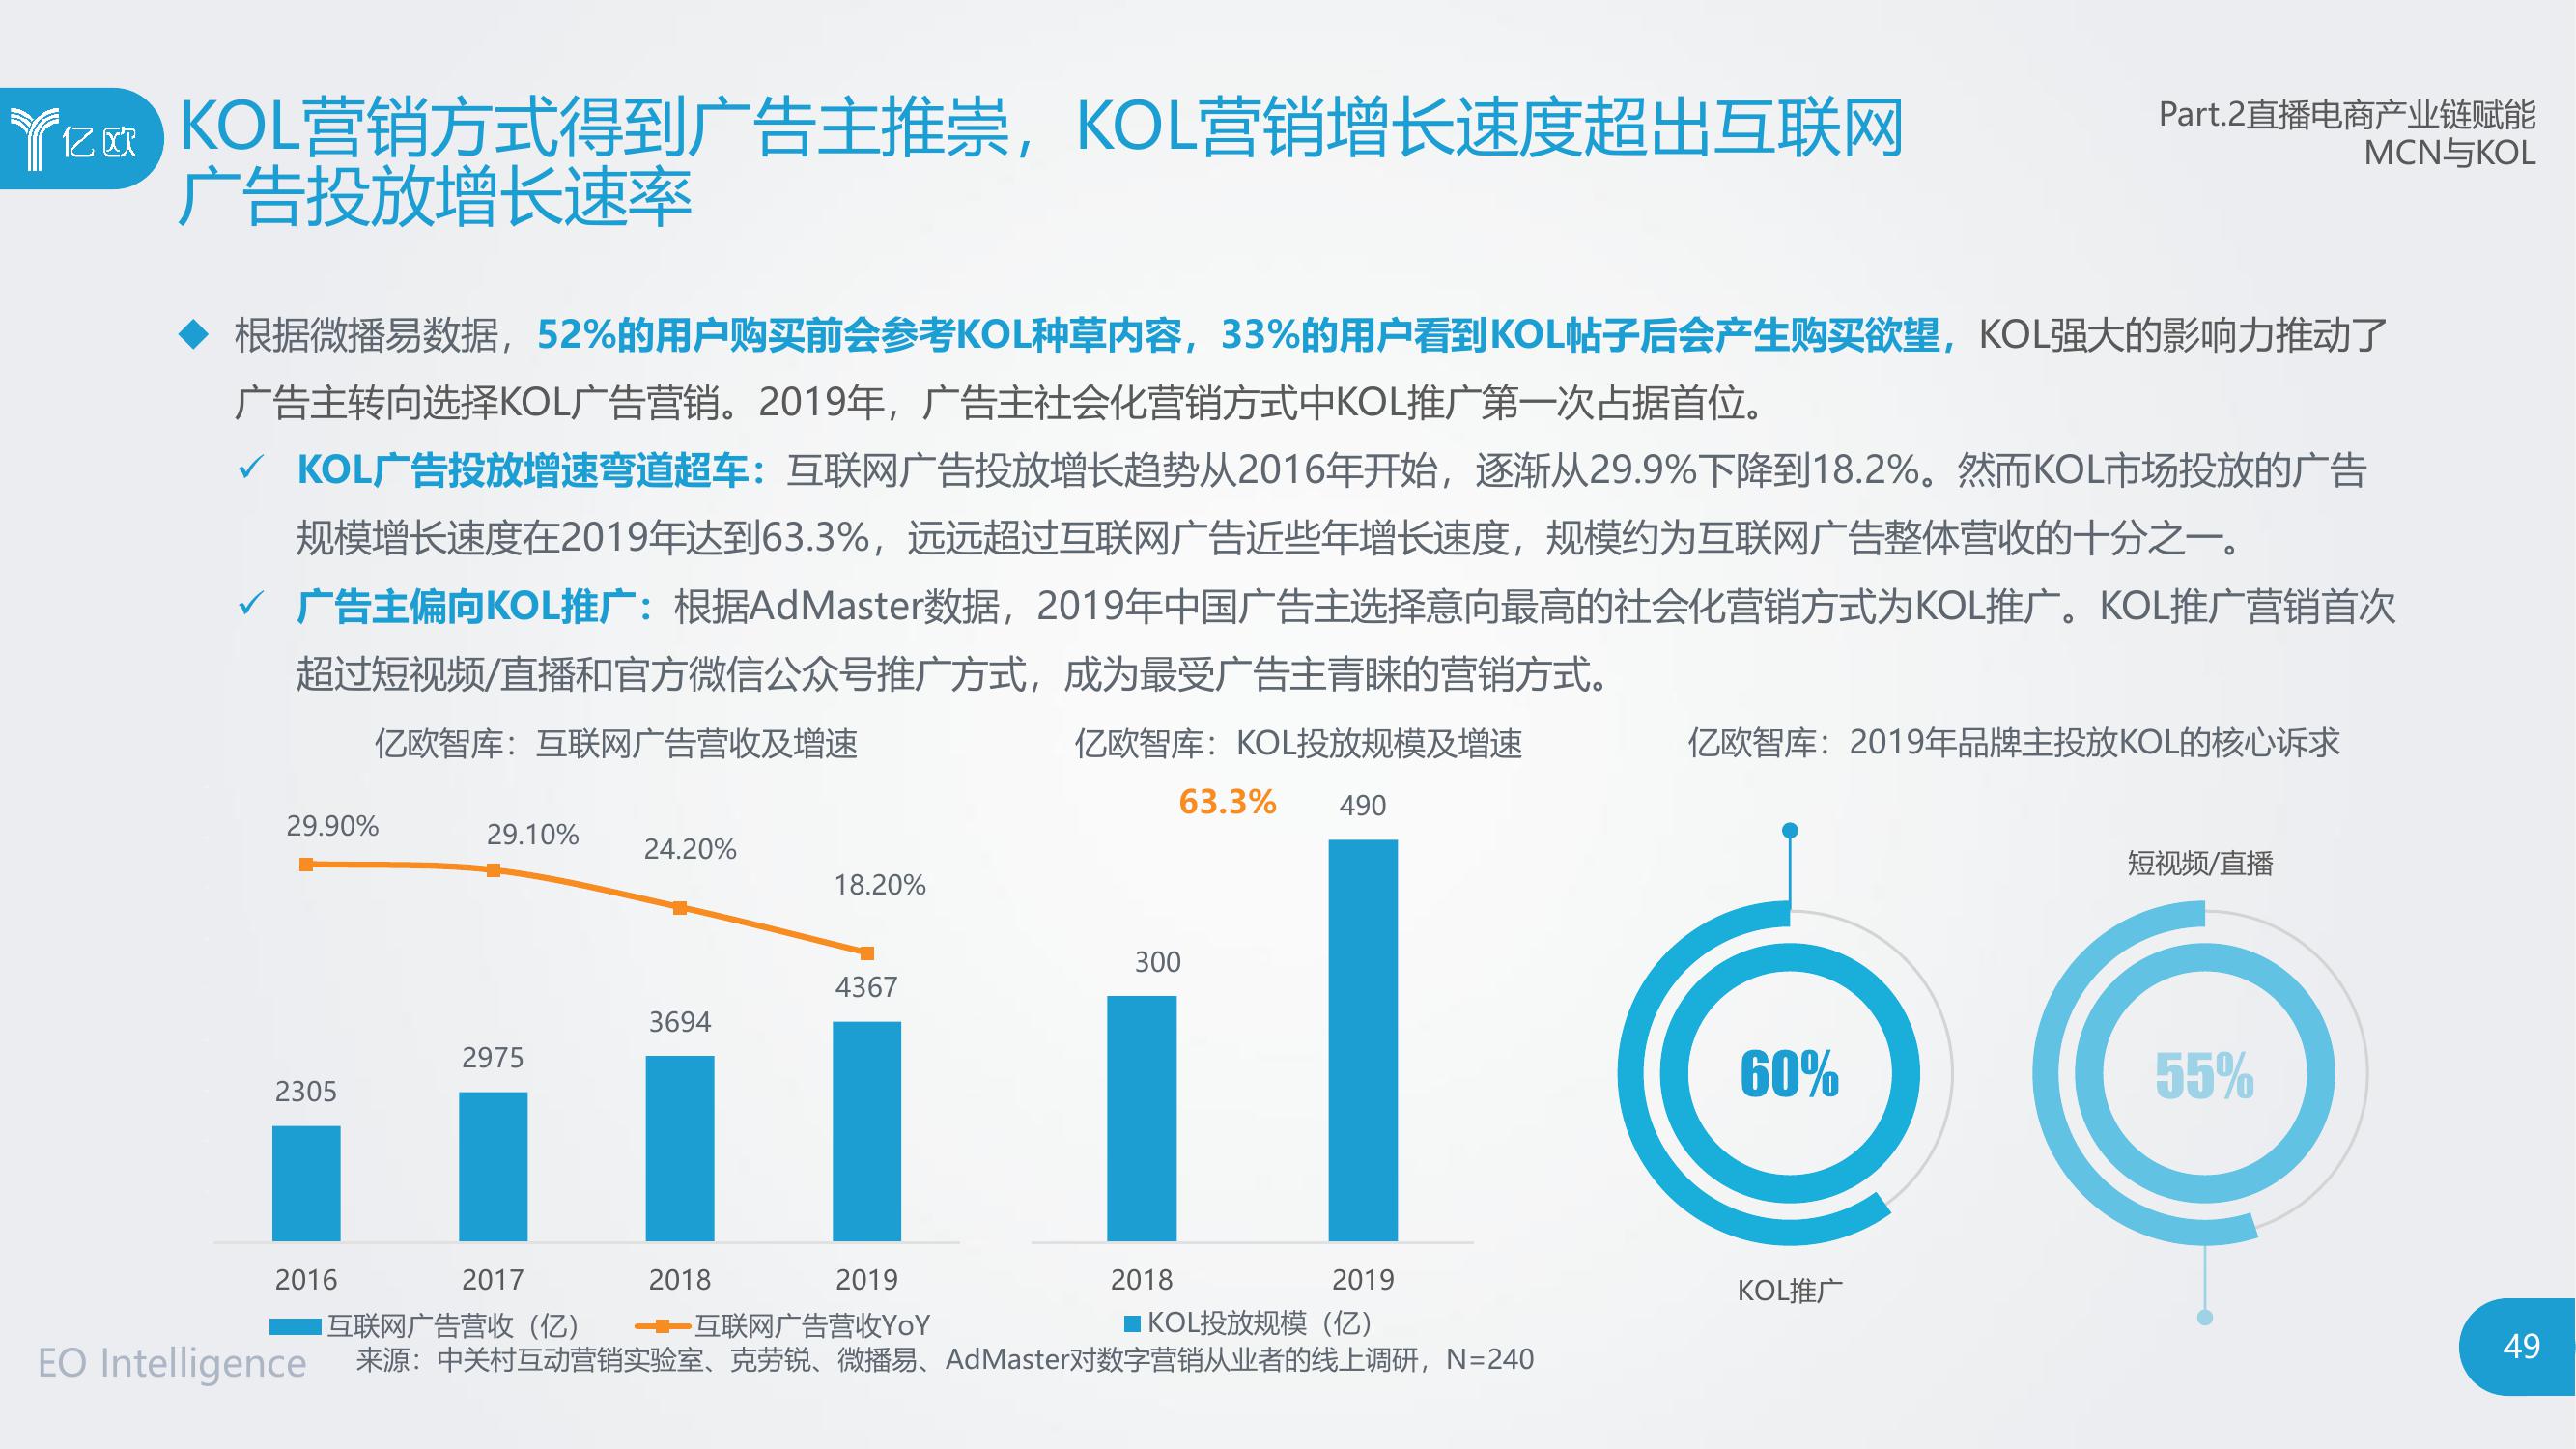 亿欧
KOL营销方式得到广告主推崇，KOL营销增长速度超出互联网
广告投放增长速率
Part.2直播电商产业链赋能
MCN与KOL
◆ 根据微播易数据，52%的用户购买前会参考KOL种草内容，33%的用户看到KOL帖子后会产生购买欲望，KOL强大的影响力推动了
广告主转向选择KOL广告营销。2019年，广告主社会化营销方式中KOL推广第一次占据首位。
✓ KOL广告投放增速弯道超车：互联网广告投放增长趋势从2016年开始，逐渐从29.9%下降到18.2%。然而KOL市场投放的广告
规模增长速度在2019年达到63.3%，远远超过互联网广告近些年增长速度，规模约为互联网广告整体营收的十分之一。
✓ 广告主偏向KOL推广：根据AdMaster数据，2019年中国广告主选择意向最高的社会化营销方式为KOL推广。KOL推广营销首次
超过短视频/直播和官方微信公众号推广方式，成为最受广告主青睐的营销方式。
亿欧智库：互联网广告营收及增速
29.90%
29.10%
24.20%
18.20%
2305
2975
3694
4367
2016 2017 2018 2019
互联网广告营收（亿） 互联网广告营收YoY
亿欧智库：KOL投放规模及增速
63.3%
300
490
2018 2019
KOL投放规模（亿）
亿欧智库：2019年品牌主投放KOL的核心诉求
60%
KOL推广
短视频/直播
55%
EO Intelligence
来源：中关村互动营销实验室、克劳锐、微播易、AdMaster对数字营销从业者的线上调研，N=240
49